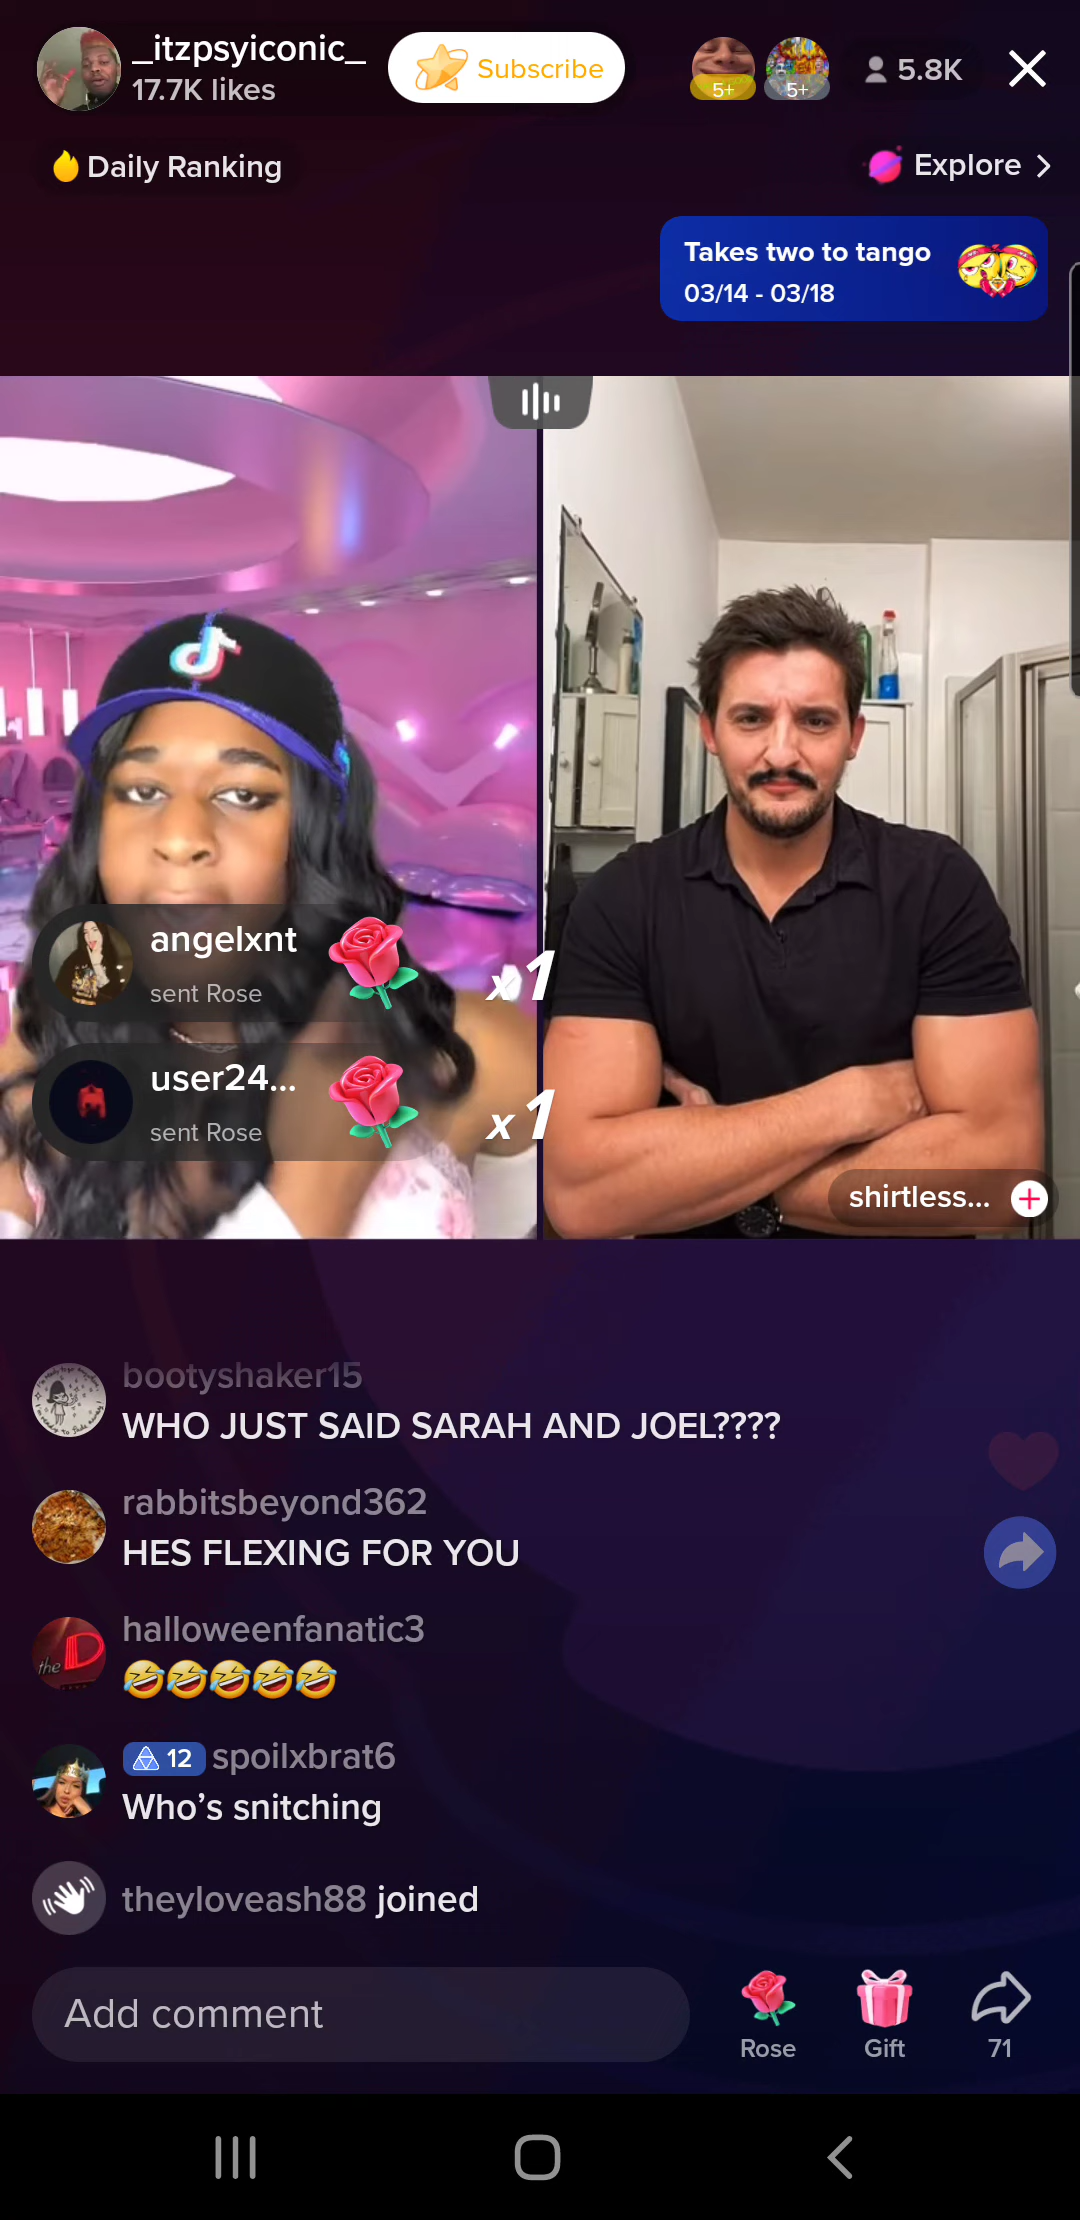 _itzpsyiconic_
17.7K likes
Subscribe
5+
5+
5.8K
Daily Ranking
Explore
Takes two to tango
03/14 - 03/18
angelxnt
sent Rose
x1
user24...
sent Rose
x1
shirtless...
bootyshaker15
WHO JUST SAID SARAH AND JOEL????
rabbitsbeyond362
HES FLEXING FOR YOU
the D
halloweenfanatic3
🤣🤣🤣🤣🤣
12 spoilxbrat6
Who’s snitching
theyloveash88 joined
Add comment
Rose
Gift
71